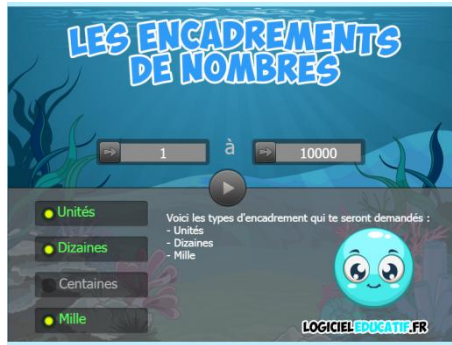 LES ENCADREMENTS
DE NOMBRES
1 à 10000
Unités
Dizaines
Centaines
Mille
Voici les types d'encadrement qui te seront demandés :
- Unités
- Dizaines
- Mille
LOGICIELEDUCATIF.FR